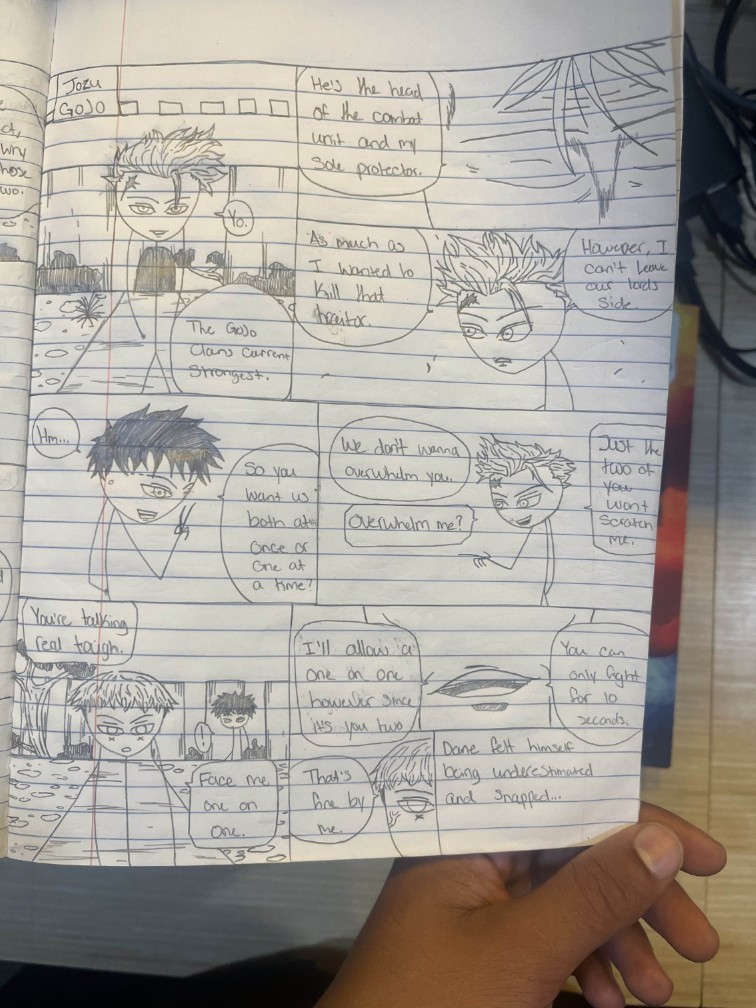 Jozu
GoJo
Yo.
The GoJo
Clans Current
Strongest.
He's the head
of the combat
unit and my
Sole protector.
As much as
I wanted to
Kill that
traitor.
However, I
can't leave
our lords
Side.
Hm...
So you
want us
both at
once or
one at
a time?
We don't wanna
overwhelm you.
Overwhelm me?
Just the
two of
you
wont
Scratch
me.
You're talking
real tough.
!
Face me
one on
One.
I'll allow a
one on one
however since
it's you two
You can
only fight
for 10
seconds.
That's
fine by
me.
Dane felt himself
being underestimated
and snapped...
ct,
why
hose
two.